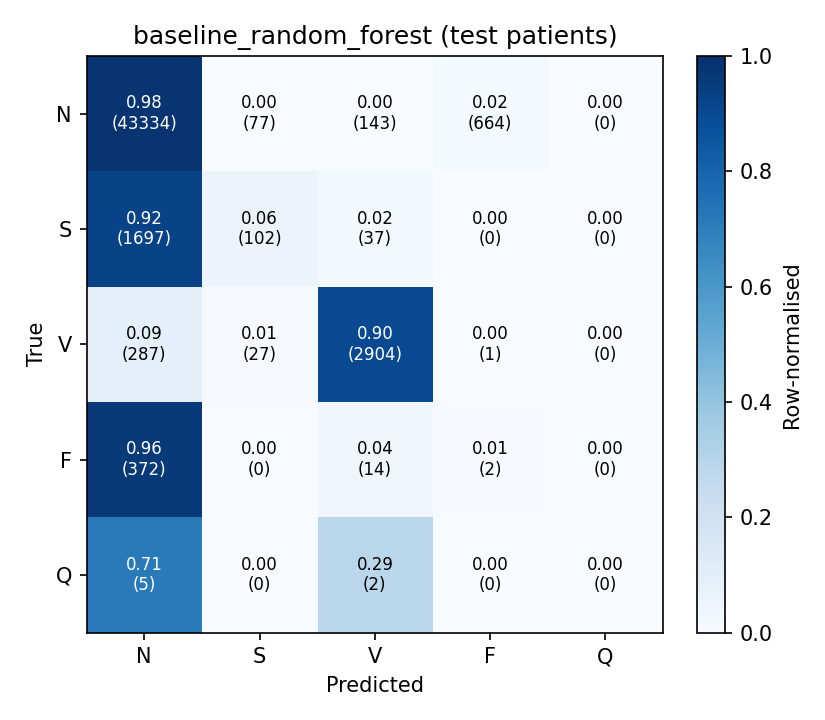 baseline_random_forest (test patients)
N
0.98 0.00 0.00 0.02 0.00
(43334) (77) (143) (664) (0)
S
0.92 0.06 0.02 0.00 0.00
(1697) (102) (37) (0) (0)
V
0.09 0.01 0.90 0.00 0.00
(287) (27) (2904) (1) (0)
F
0.96 0.00 0.04 0.01 0.00
(372) (0) (14) (2) (0)
Q
0.71 0.00 0.29 0.00 0.00
(5) (0) (2) (0) (0)
True
N S V F Q
Predicted
1.0
0.8
0.6
0.4
0.2
0.0
Row-normalised